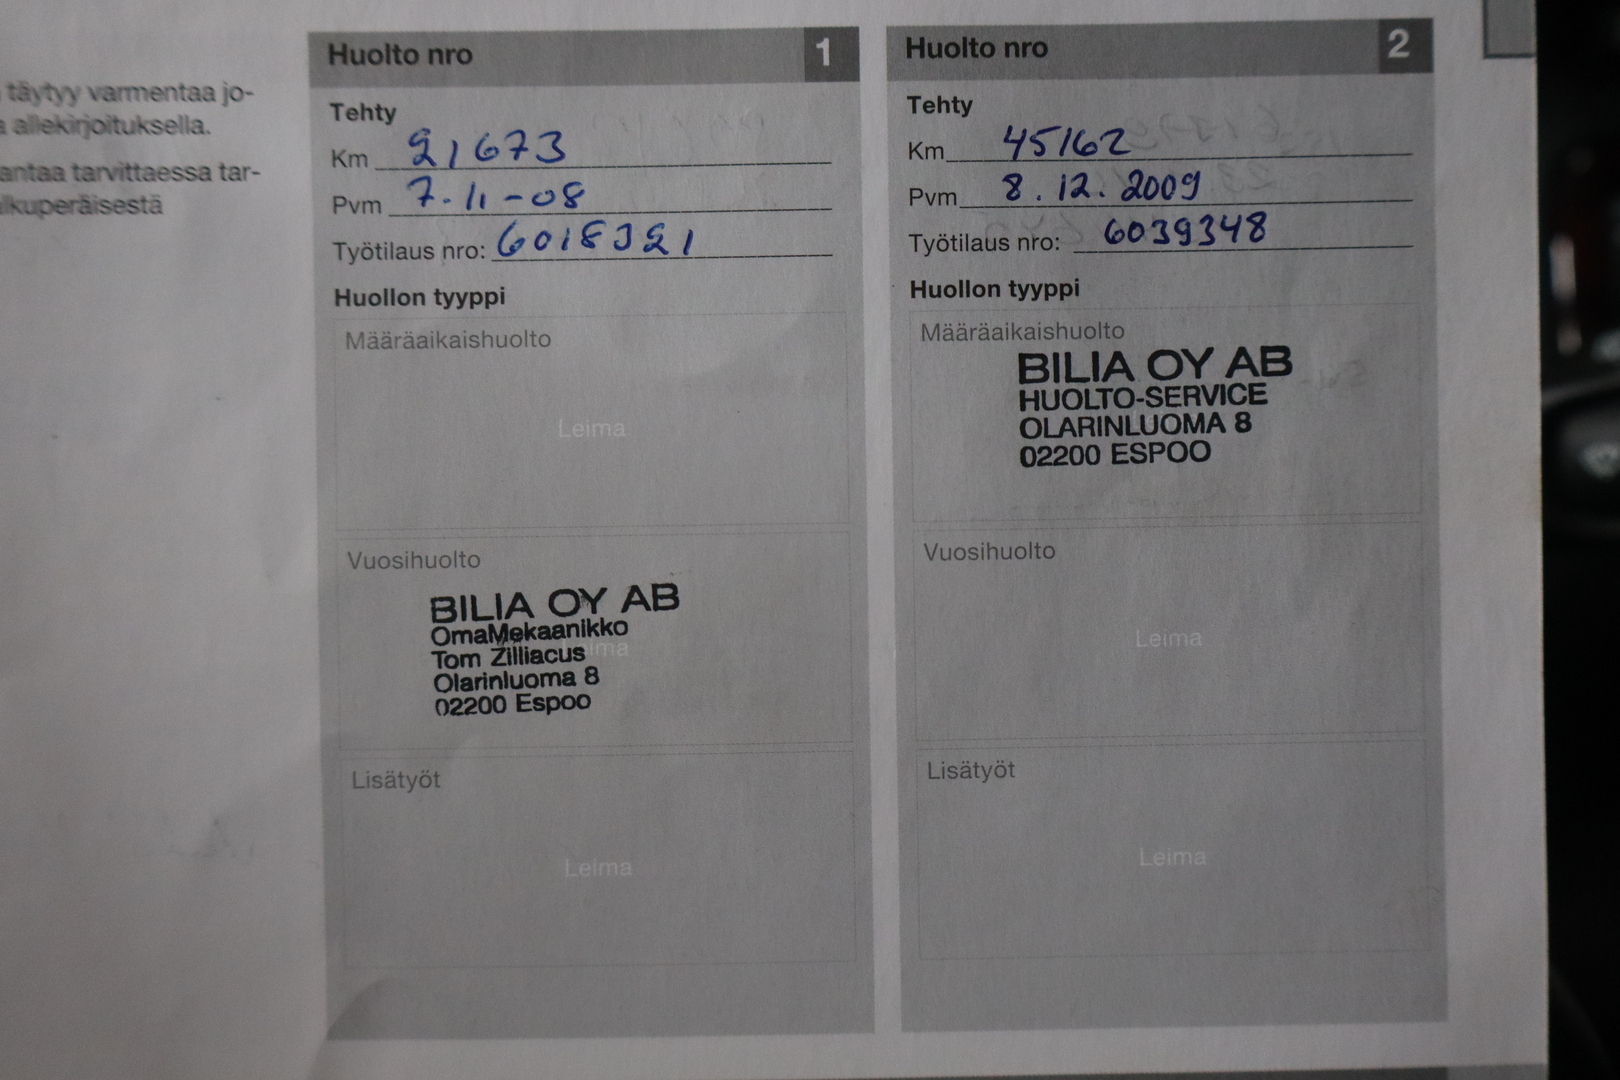 täytyy varmentaa jo-
allekirjoituksella.
antaa tarvittaessa tar-
lkuperäisestä
Huolto nro 1
Tehty
Km 21673
Pvm 7.11-08
Työtilaus nro: 6018321
Huollon tyyppi
Määräaikaishuolto
Leima
Vuosihuolto
BILIA OY AB
OmaMekaanikko
Tom Zilliacus
Olarinluoma 8
02200 Espoo
Lisätyöt
Leima
Huolto nro 2
Tehty
Km 45162
Pvm 8.12.2009
Työtilaus nro: 6039348
Huollon tyyppi
Määräaikaishuolto
BILIA OY AB
HUOLTO-SERVICE
OLARINLUOMA 8
02200 ESPOO
Vuosihuolto
Leima
Lisätyöt
Leima